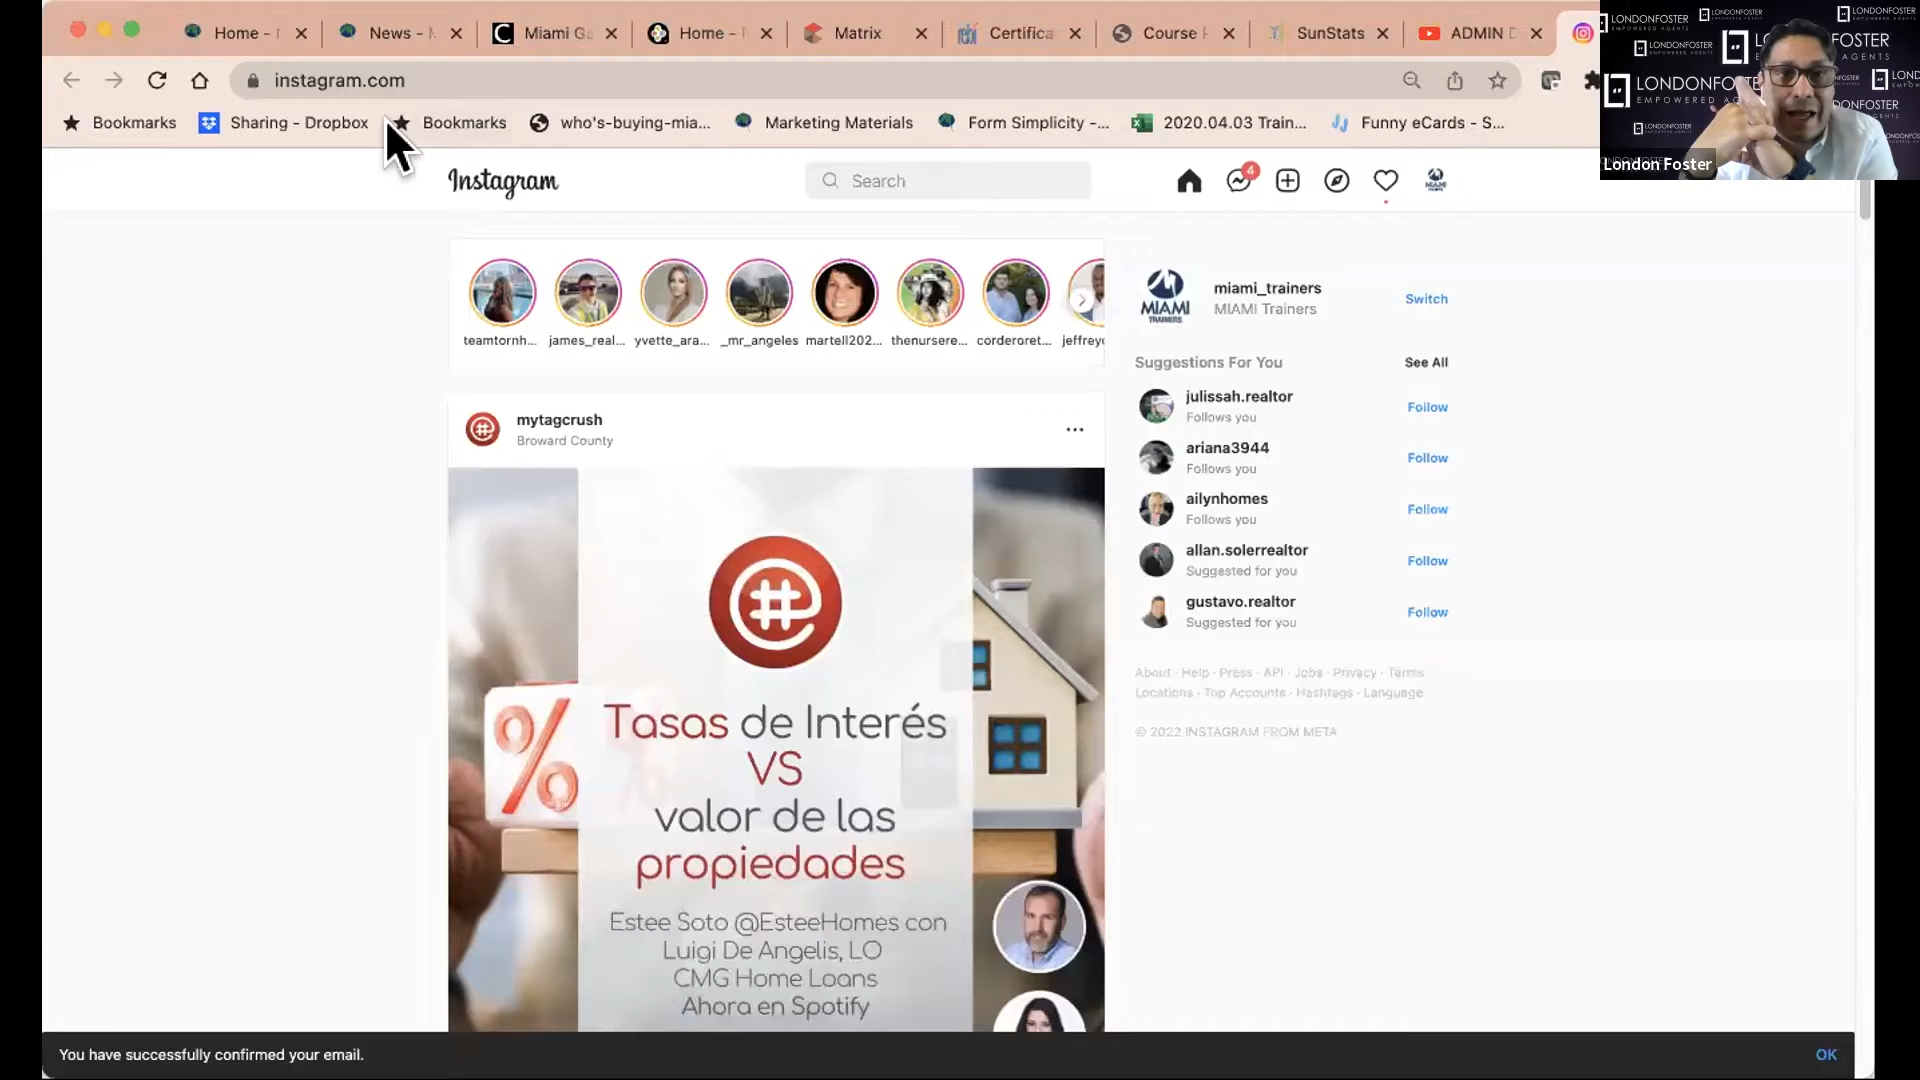 Home -
News -
Miami G
Home -
Matrix
Certifica
Course
SunStats
ADMIN
instagram.com
Bookmarks
Sharing - Dropbox
Bookmarks
who's-buying-mia...
Marketing Materials
Form Simplicity -...
2020.04.03 Train...
Funny eCards - S...
LONDONFOSTER
EMPOWERED AGENTS
London Foster
Instagram
Search
4
teamtornh...
james_real...
yvette_ara...
_mr_angeles
martell202...
thenursere...
corderoret...
jeffreyc
MIAMI
TRAINERS
miami_trainers
MIAMI Trainers
Switch
Suggestions For You
See All
julissah.realtor
Follows you
Follow
ariana3944
Follows you
Follow
ailynhomes
Follows you
Follow
allan.solerrealtor
Suggested for you
Follow
gustavo.realtor
Suggested for you
Follow
About · Help · Press · API · Jobs · Privacy · Terms
Locations · Top Accounts · Hashtags · Language
© 2022 INSTAGRAM FROM META
mytagcrush
Broward County
#
%
Tasas de Interés
VS
valor de las
propiedades
Estee Soto @EsteeHomes con
Luigi De Angelis, LO
CMG Home Loans
Ahora en Spotify
You have successfully confirmed your email.
OK